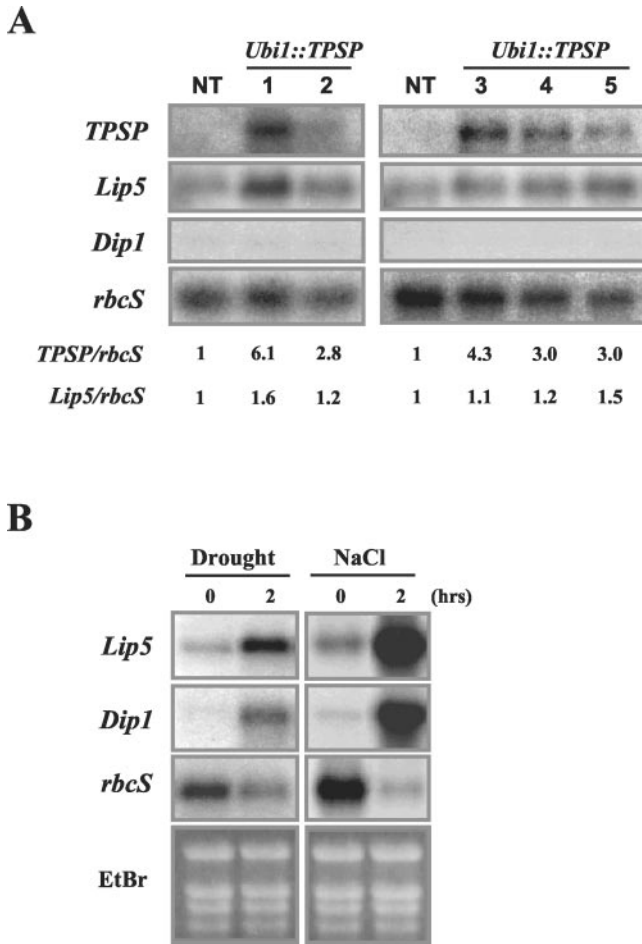 A
Ubi1::TPSP Ubi1::TPSP
NT 1 2 NT 3 4 5
TPSP
Lip5
Dip1
rbcS
TPSP/rbcS 1 6.1 2.8 1 4.3 3.0 3.0
Lip5/rbcS 1 1.6 1.2 1 1.1 1.2 1.5
B
Drought NaCl
0 2 0 2 (hrs)
Lip5
Dip1
rbcS
EtBr